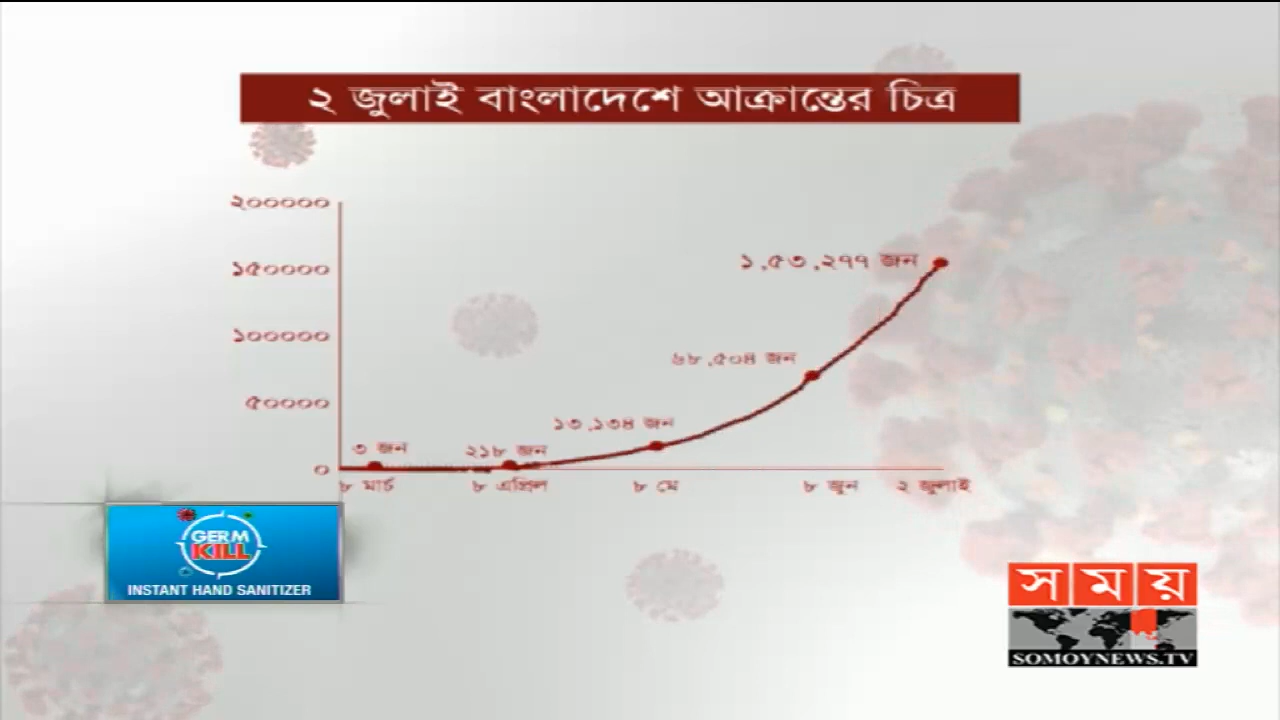 ২ জুলাই বাংলাদেশে আক্রান্তের চিত্র
২০০০০০
১৫০০০০
১০০০০০
৫০০০০
০
১,৫৩,২৭৭ জন
৬৮,৫০৪ জন
১৩,১৩৪ জন
২১৮ জন
৩ জন
৮ মার্চ ৮ এপ্রিল ৮ মে ৮ জুন ২ জুলাই
GERM
KILL
INSTANT HAND SANITIZER
সময়
SOMOYNEWS.TV